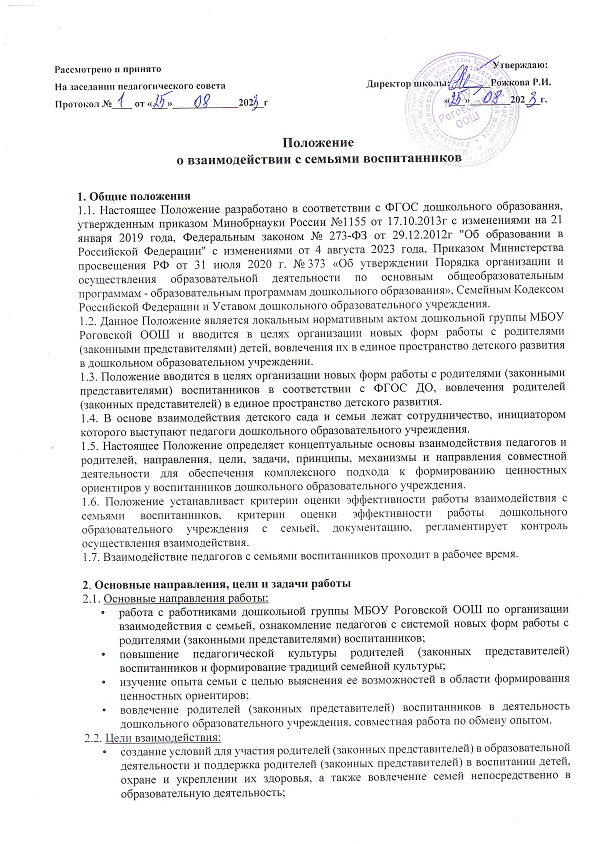 Рассмотрено и принято
Утверждаю:
На заседании педагогического совета
Директор школы: Рожкова Р.И.
Протокол № 1 от «25» 08 2023 г
«25» 08 2023 г.
Положение
о взаимодействии с семьями воспитанников
1. Общие положения
1.1. Настоящее Положение разработано в соответствии с ФГОС дошкольного образования,
утвержденным приказом Минобрнауки России №1155 от 17.10.2013г с изменениями на 21
января 2019 года, Федеральным законом № 273-ФЗ от 29.12.2012г "Об образовании в
Российской Федерации" с изменениями от 4 августа 2023 года, Приказом Министерства
просвещения РФ от 31 июля 2020 г. №373 «Об утверждении Порядка организации и
осуществления образовательной деятельности по основным общеобразовательным
программам - образовательным программам дошкольного образования», Семейным Кодексом
Российской Федерации и Уставом дошкольного образовательного учреждения.
1.2. Данное Положение является локальным нормативным актом дошкольной группы МБОУ
Роговской ООШ и вводится в целях организации новых форм работы с родителями
(законными представителями) детей, вовлечения их в единое пространство детского развития
в дошкольном образовательном учреждении.
1.3. Положение вводится в целях организации новых форм работы с родителями (законными
представителями) воспитанников в соответствии с ФГОС ДО, вовлечения родителей
(законных представителей) в единое пространство детского развития.
1.4. В основе взаимодействия детского сада и семьи лежат сотрудничество, инициатором
которого выступают педагоги дошкольного образовательного учреждения.
1.5. Настоящее Положение определяет концептуальные основы взаимодействия педагогов и
родителей, направления, цели, задачи, принципы, механизмы и направления совместной
деятельности для обеспечения комплексного подхода к формированию ценностных
ориентиров у воспитанников дошкольного образовательного учреждения.
1.6. Положение устанавливает критерии оценки эффективности работы взаимодействия с
семьями воспитанников, критерии оценки эффективности работы дошкольного
образовательного учреждения с семьей, документацию, регламентирует контроль
осуществления взаимодействия.
1.7. Взаимодействие педагогов с семьями воспитанников проходит в рабочее время.
2. Основные направления, цели и задачи работы
2.1. Основные направления работы:
• работа с работниками дошкольной группы МБОУ Роговской ООШ по организации
взаимодействия с семьей, ознакомление педагогов с системой новых форм работы с
родителями (законными представителями) воспитанников;
• повышение педагогической культуры родителей (законных представителей)
воспитанников и формирование традиций семейной культуры;
• изучение опыта семьи с целью выяснения ее возможностей в области формирования
ценностных ориентиров;
• вовлечение родителей (законных представителей) воспитанников в деятельность
дошкольного образовательного учреждения, совместная работа по обмену опытом.
2.2. Цели взаимодействия:
• создание условий для участия родителей (законных представителей) в образовательной
деятельности и поддержка родителей (законных представителей) в воспитании детей,
охране и укреплении их здоровья, а также вовлечение семей непосредственно в
образовательную деятельность;